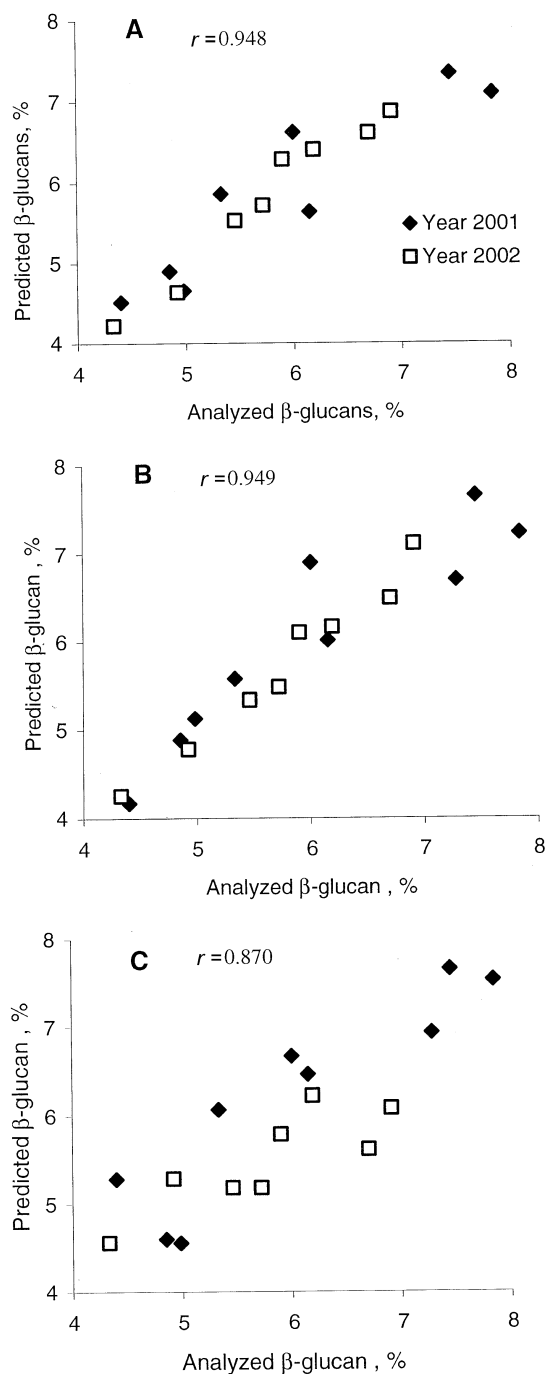 8
A
r =0.948
7
Predicted β-glucans, %
6
Year 2001
Year 2002
5
4
4 5 6 7 8
Analyzed β-glucans, %
8
B
r =0.949
7
Predicted β-glucan , %
6
5
4
4 5 6 7 8
Analyzed β-glucan , %
8
C
r =0.870
7
Predicted β-glucan , %
6
5
4
4 5 6 7 8
Analyzed β-glucan , %